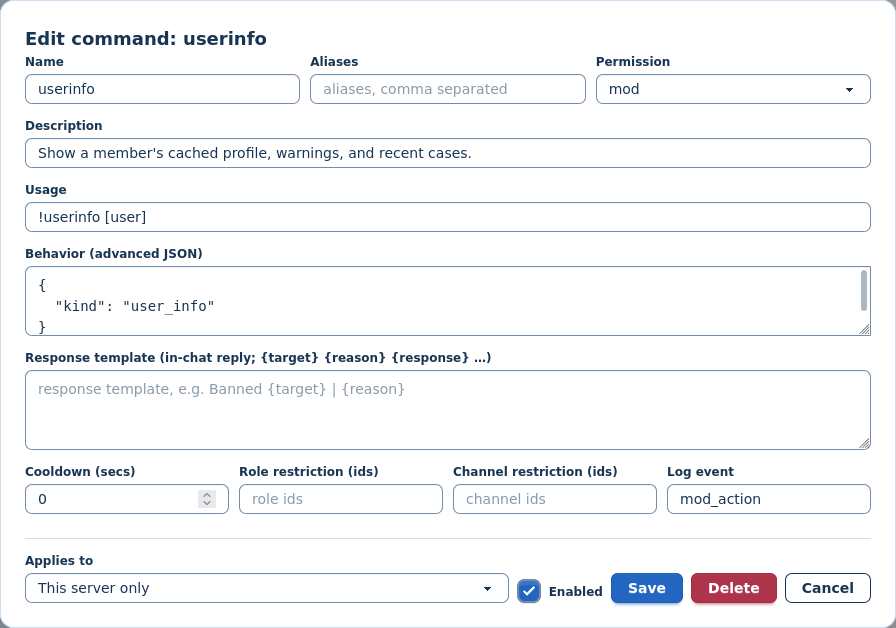 Edit command: userinfo
Name Aliases Permission
userinfo aliases, comma separated mod
Description
Show a member's cached profile, warnings, and recent cases.
Usage
!userinfo [user]
Behavior (advanced JSON)
{
  "kind": "user_info"
}
Response template (in-chat reply; {target} {reason} {response} …)
response template, e.g. Banned {target} | {reason}
Cooldown (secs) Role restriction (ids) Channel restriction (ids) Log event
0 role ids channel ids mod_action
Applies to
This server only Enabled Save Delete Cancel